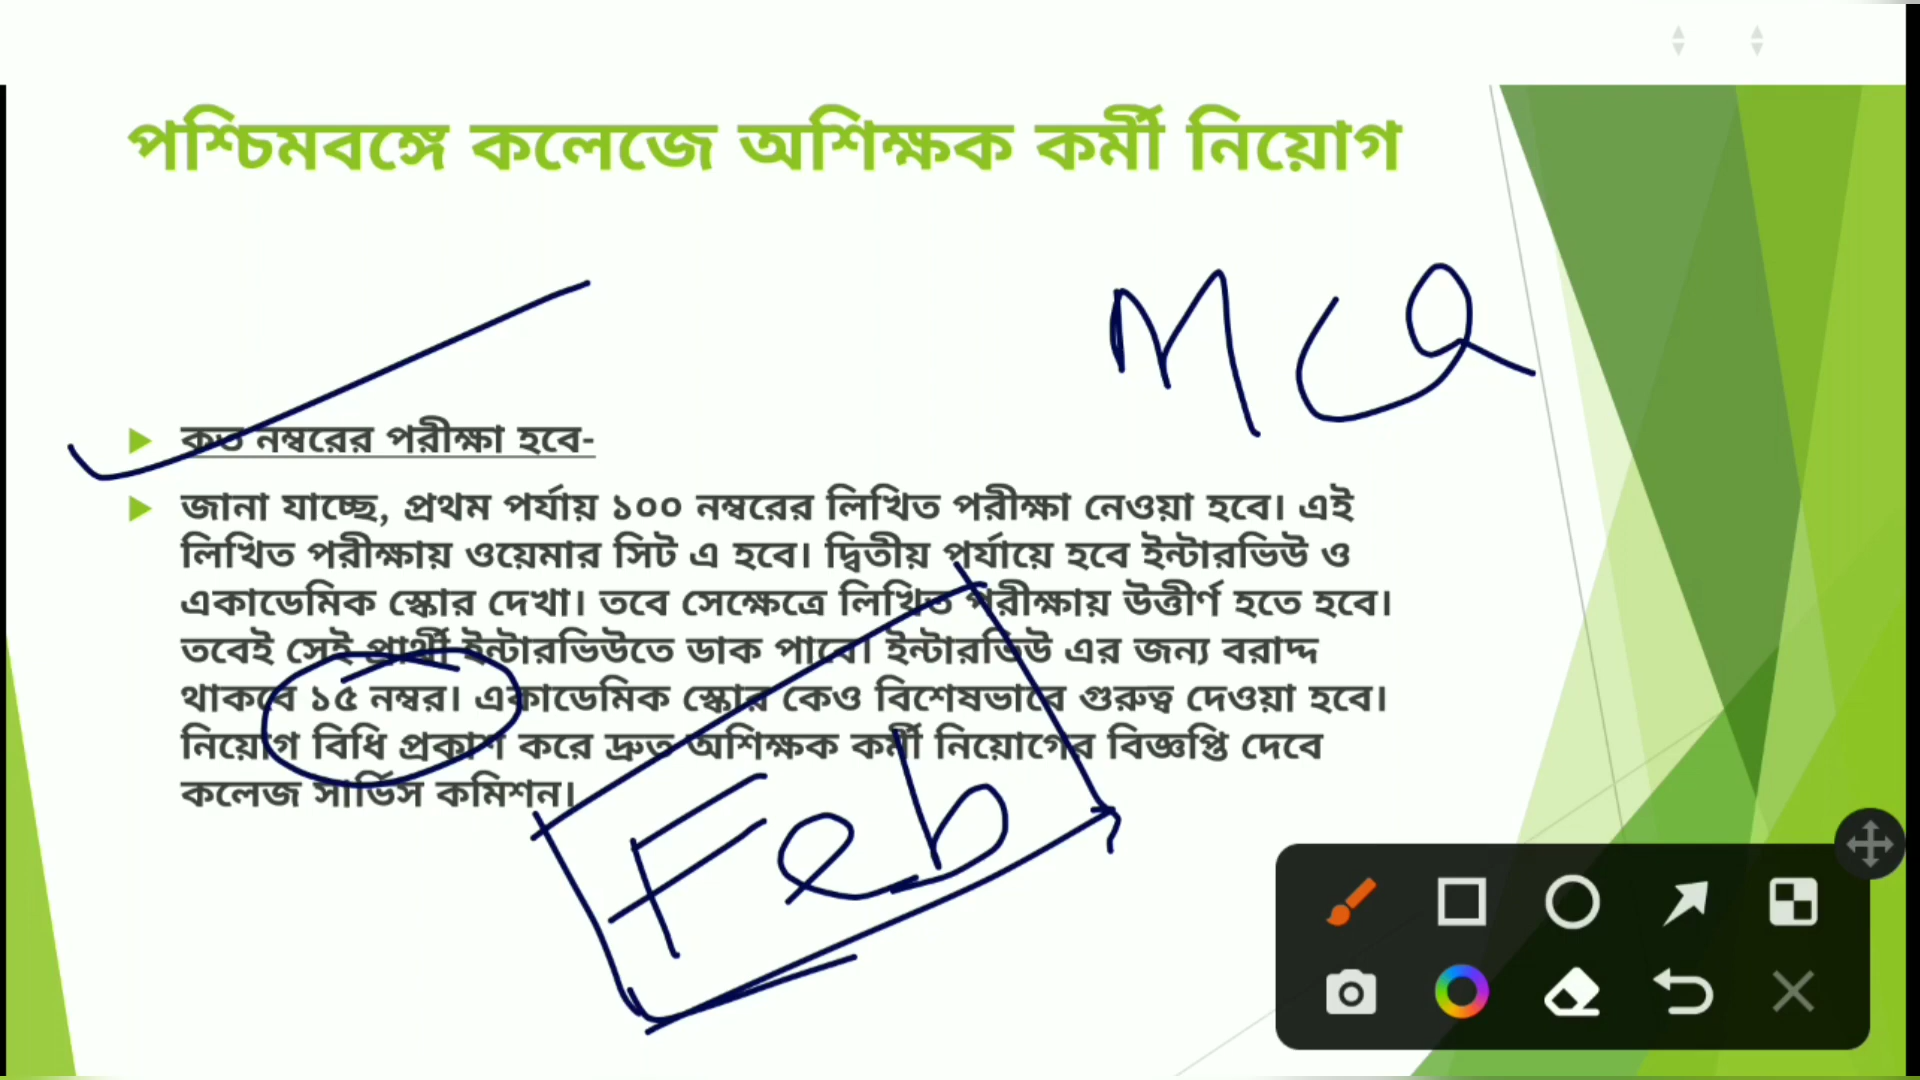 পশ্চিমবঙ্গে কলেজে অশিক্ষক কর্মী নিয়োগ
MCQ
কত নম্বরের পরীক্ষা হবে-
জানা যাচ্ছে, প্রথম পর্যায় ১০০ নম্বরের লিখিত পরীক্ষা নেওয়া হবে। এই
লিখিত পরীক্ষায় ওয়েমার সিট এ হবে। দ্বিতীয় পর্যায়ে হবে ইন্টারভিউ ও
একাডেমিক স্কোর দেখা। তবে সেক্ষেত্রে লিখিত পরীক্ষায় উত্তীর্ণ হতে হবে।
তবেই সেই প্রার্থী ইন্টারভিউতে ডাক পাবে। ইন্টারভিউ এর জন্য বরাদ্দ
থাকবে ১৫ নম্বর। একাডেমিক স্কোর কেও বিশেষভাবে গুরুত্ব দেওয়া হবে।
নিয়োগ বিধি প্রকাশ করে দ্রুত অশিক্ষক কর্মী নিয়োগের বিজ্ঞপ্তি দেবে
কলেজ সার্ভিস কমিশন।
Feb